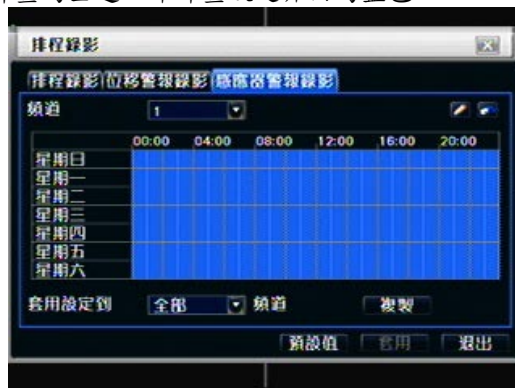 排程錄影
排程錄影 位移警報錄影 感應器警報錄影
頻道 1
00:00 04:00 08:00 12:00 16:00 20:00
星期日
星期一
星期二
星期三
星期四
星期五
星期六
套用設定到 全部 頻道 複製
預設值 套用 退出